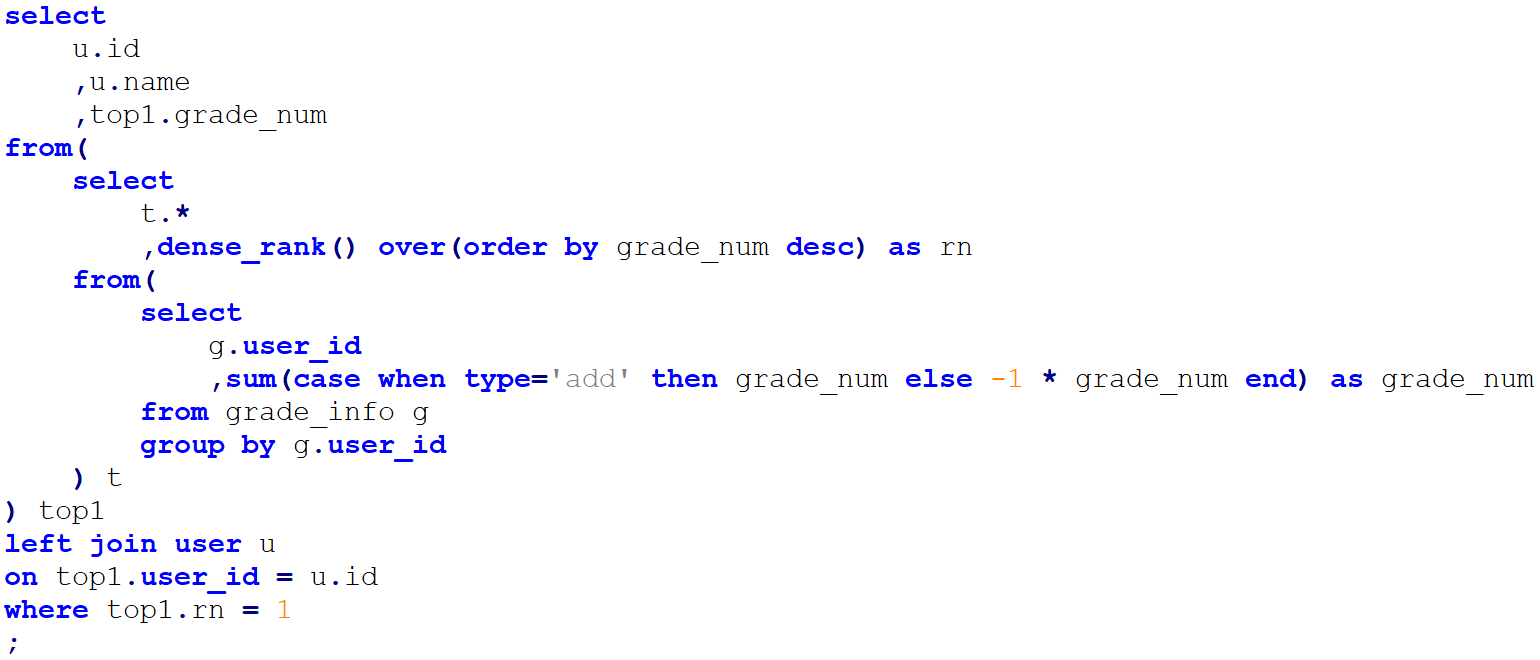 select
u.id
,u.name
,top1.grade_num
from(
select
t.*
,dense_rank() over(order by grade_num desc) as rn
from(
select
g.user_id
,sum(case when type='add' then grade_num else -1 * grade_num end) as grade_num
from grade_info g
group by g.user_id
) t
) top1
left join user u
on top1.user_id = u.id
where top1.rn = 1
;